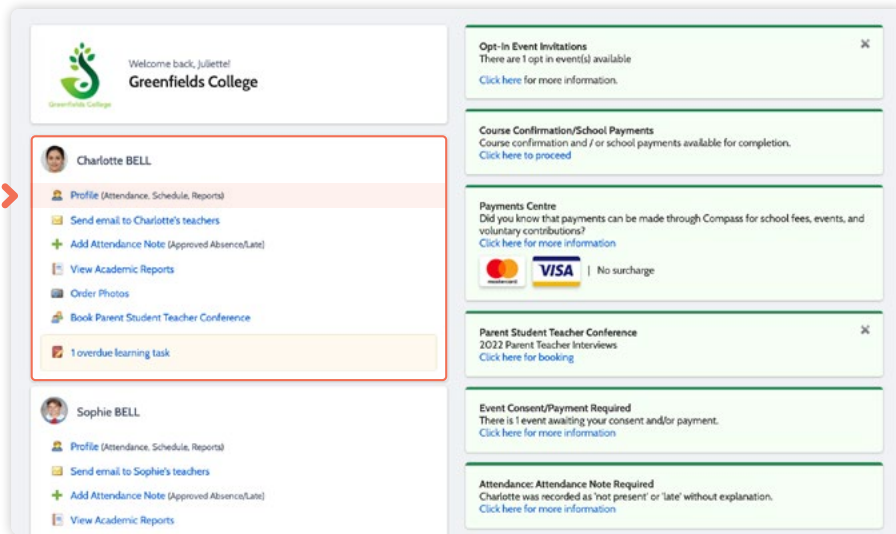 Welcome back, Juliette!
Greenfields College
Greenfields College
Charlotte BELL
Profile (Attendance, Schedule, Reports)
Send email to Charlotte's teachers
Add Attendance Note (Approved Absence/Late)
View Academic Reports
Order Photos
Book Parent Student Teacher Conference
1 overdue learning task
Sophie BELL
Profile (Attendance, Schedule, Reports)
Send email to Sophie's teachers
Add Attendance Note (Approved Absence/Late)
View Academic Reports
Opt-In Event Invitations
There are 1 opt in event(s) available
Click here for more information.
Course Confirmation/School Payments
Course confirmation and / or school payments available for completion.
Click here to proceed
Payments Centre
Did you know that payments can be made through Compass for school fees, events, and
voluntary contributions?
Click here for more information
mastercard VISA | No surcharge
Parent Student Teacher Conference
2022 Parent Teacher Interviews
Click here for booking
Event Consent/Payment Required
There is 1 event awaiting your consent and/or payment.
Click here for more information
Attendance: Attendance Note Required
Charlotte was recorded as 'not present' or 'late' without explanation.
Click here for more information